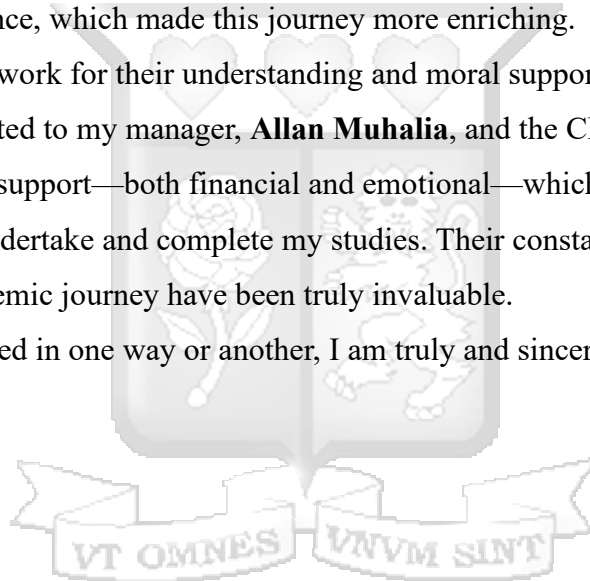 nce, which made this journey more enriching.
work for their understanding and moral suppor
ted to my manager, Allan Muhalia, and the C
support—both financial and emotional—which
dertake and complete my studies. Their consta
emic journey have been truly invaluable.
ed in one way or another, I am truly and sincer
VT OMNES VNVM SINT